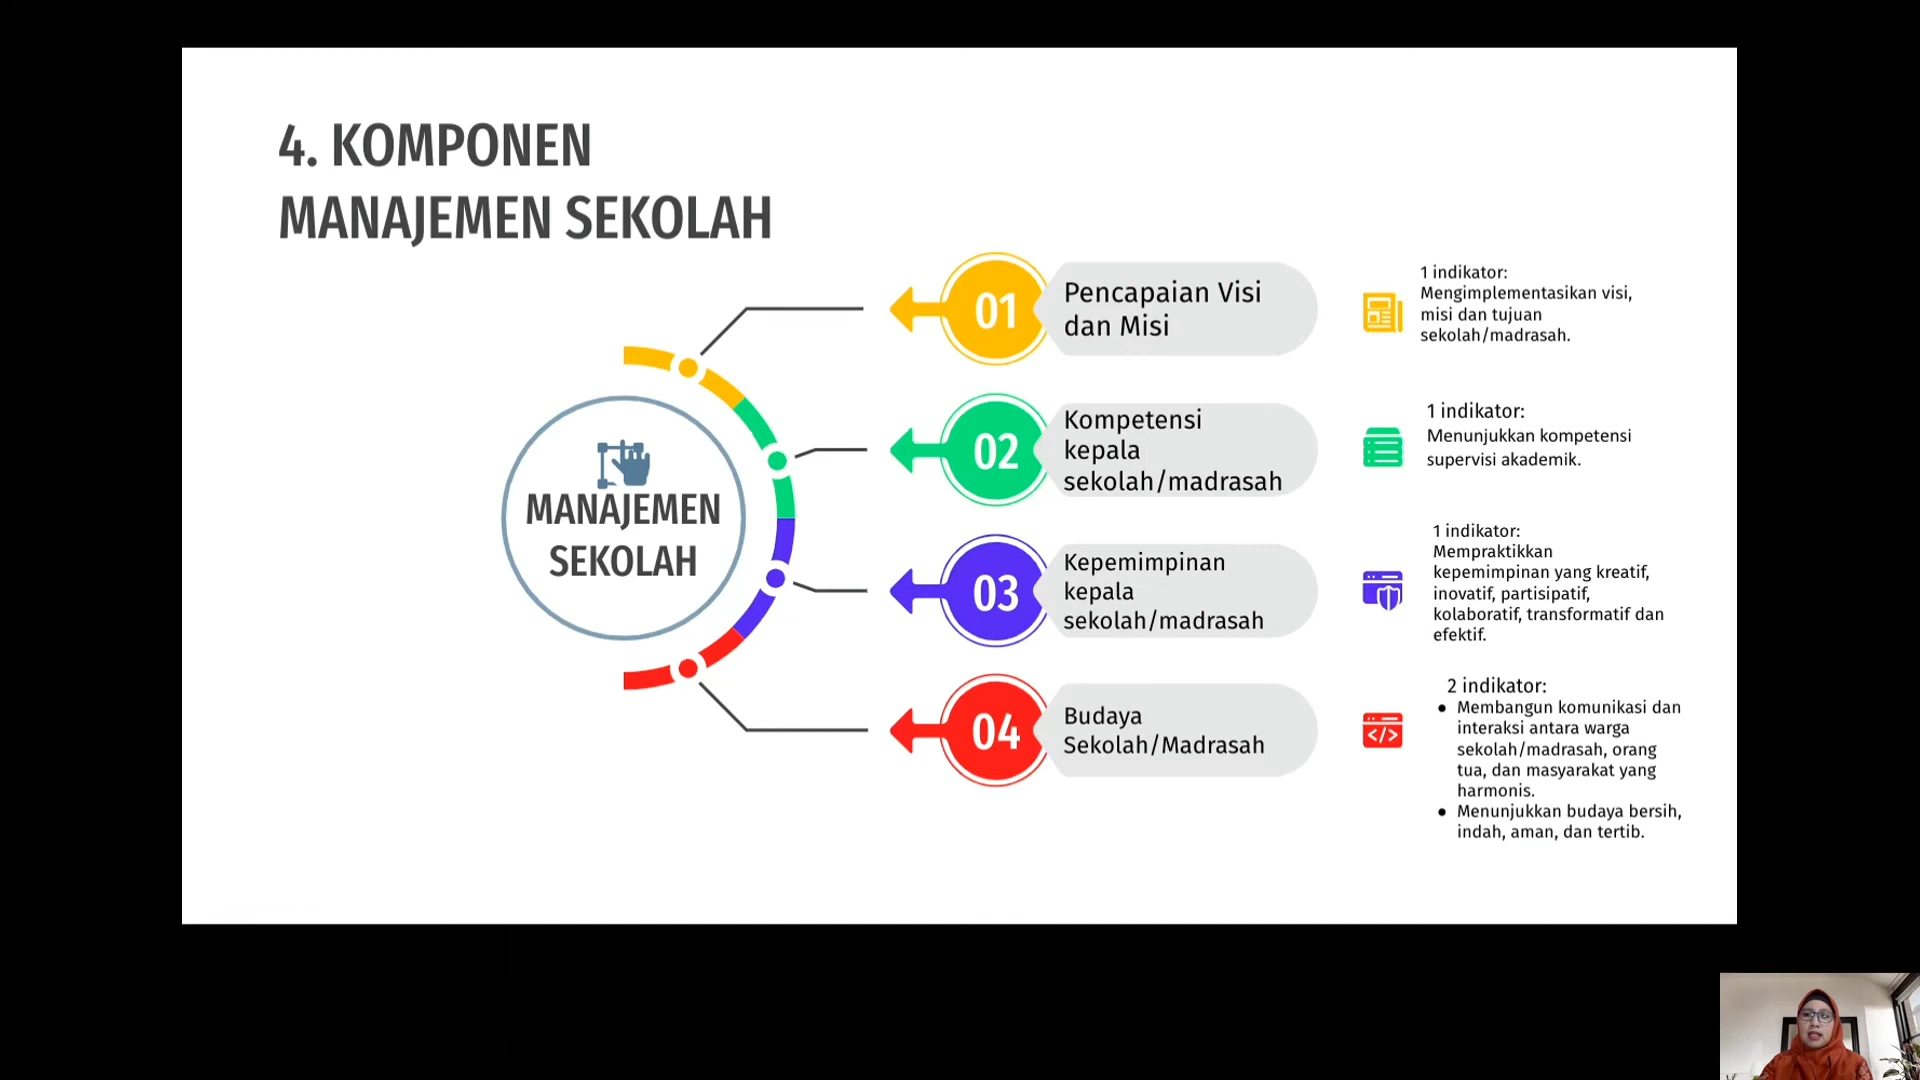 4. KOMPONEN
MANAJEMEN SEKOLAH
MANAJEMEN
SEKOLAH
01
Pencapaian Visi
dan Misi
1 indikator:
Mengimplementasikan visi,
misi dan tujuan
sekolah/madrasah.
02
Kompetensi
kepala
sekolah/madrasah
1 indikator:
Menunjukkan kompetensi
supervisi akademik.
03
Kepemimpinan
kepala
sekolah/madrasah
1 indikator:
Mempraktikkan
kepemimpinan yang kreatif,
inovatif, partisipatif,
kolaboratif, transformatif dan
efektif.
04
Budaya
Sekolah/Madrasah
</>
2 indikator:
● Membangun komunikasi dan
interaksi antara warga
sekolah/madrasah, orang
tua, dan masyarakat yang
harmonis.
● Menunjukkan budaya bersih,
indah, aman, dan tertib.